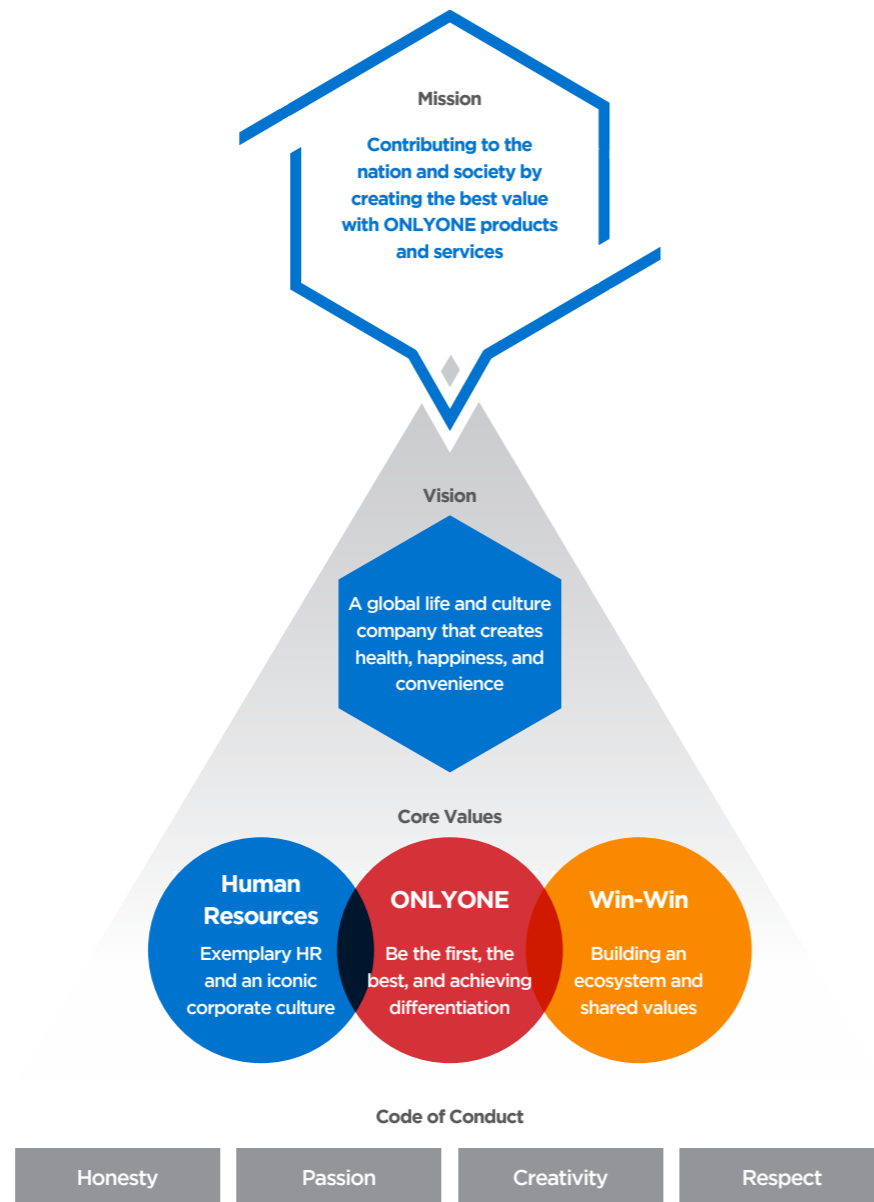 Mission
Contributing to the
nation and society by
creating the best value
with ONLYONE products
and services
Vision
A global life and culture
company that creates
health, happiness, and
convenience
Core Values
Human
Resources
Exemplary HR
and an iconic
corporate culture
ONLYONE
Be the first, the
best, and achieving
differentiation
Win-Win
Building an
ecosystem and
shared values
Code of Conduct
Honesty
Passion
Creativity
Respect